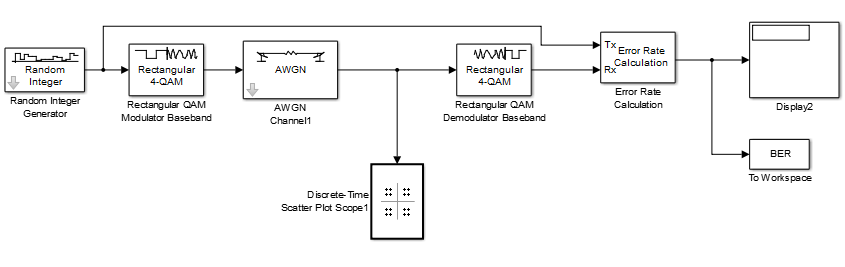 Random
Integer
Random Integer
Generator
Rectangular
4-QAM
Rectangular QAM
Modulator Baseband
AWGN
AWGN
Channel1
Discrete-Time
Scatter Plot Scope1
Rectangular
4-QAM
Rectangular QAM
Demodulator Baseband
Tx
Rx
Error Rate
Calculation
Error Rate
Calculation
Display2
BER
To Workspace